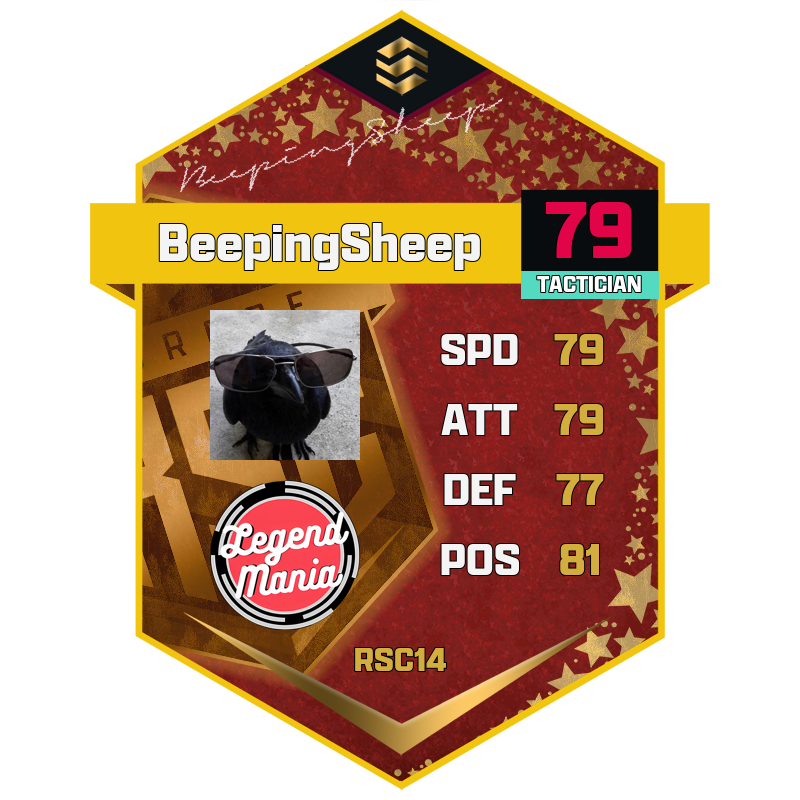 BeepingSheep
BeepingSheep
79
TACTICIAN
SPD 79
ATT 79
DEF 77
POS 81
Legend
Mania
RSC14